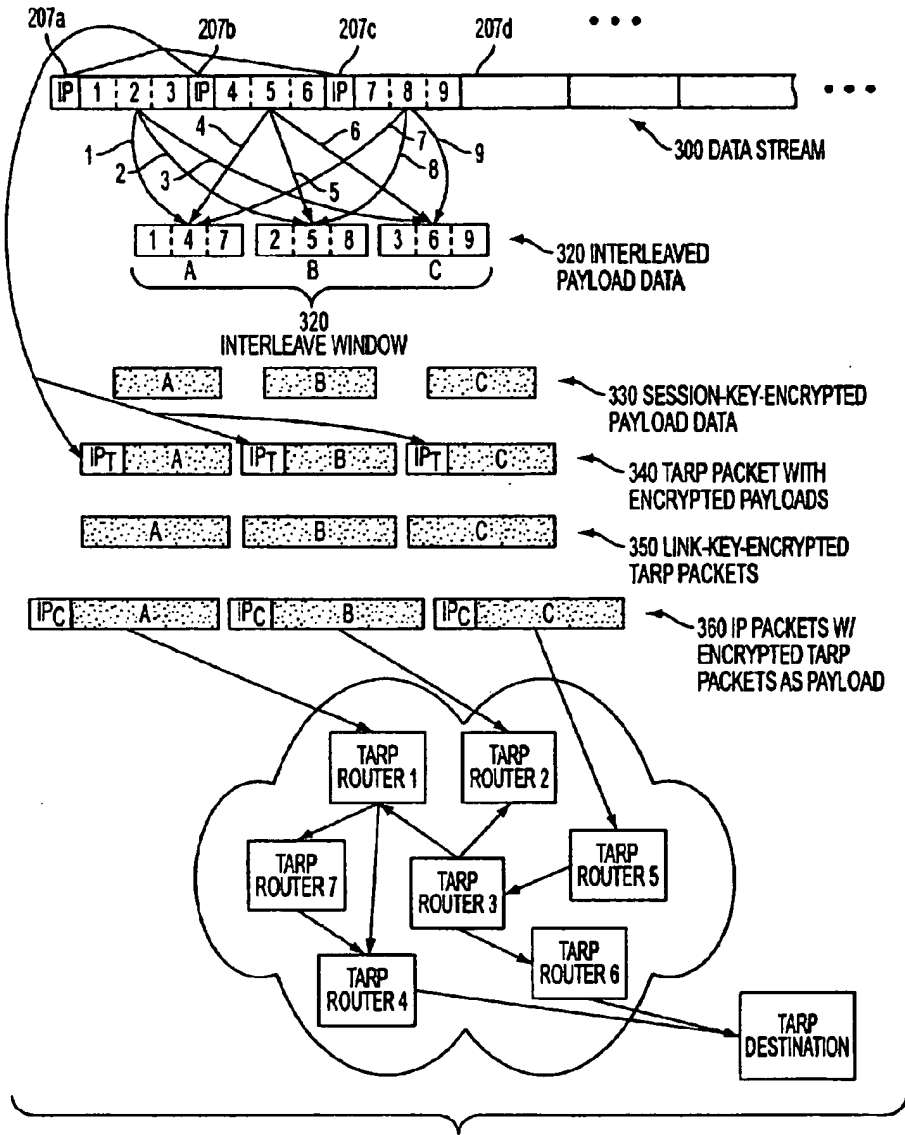 207a 207b 207c 207d • • •
IP 1 2 3 IP 4 5 6 IP 7 8 9 • • •
300 DATA STREAM
1 2 3 4 5 6 7 8 9
1 4 7 2 5 8 3 6 9
A B C
320 INTERLEAVED
PAYLOAD DATA
320
INTERLEAVE WINDOW
A B C
330 SESSION-KEY-ENCRYPTED
PAYLOAD DATA
IPT A IPT B IPT C
340 TARP PACKET WITH
ENCRYPTED PAYLOADS
A B C
350 LINK-KEY-ENCRYPTED
TARP PACKETS
IPC A IPC B IPC C
360 IP PACKETS W/
ENCRYPTED TARP
PACKETS AS PAYLOAD
TARP
ROUTER 1
TARP
ROUTER 2
TARP
ROUTER 7
TARP
ROUTER 3
TARP
ROUTER 5
TARP
ROUTER 6
TARP
ROUTER 4
TARP
DESTINATION